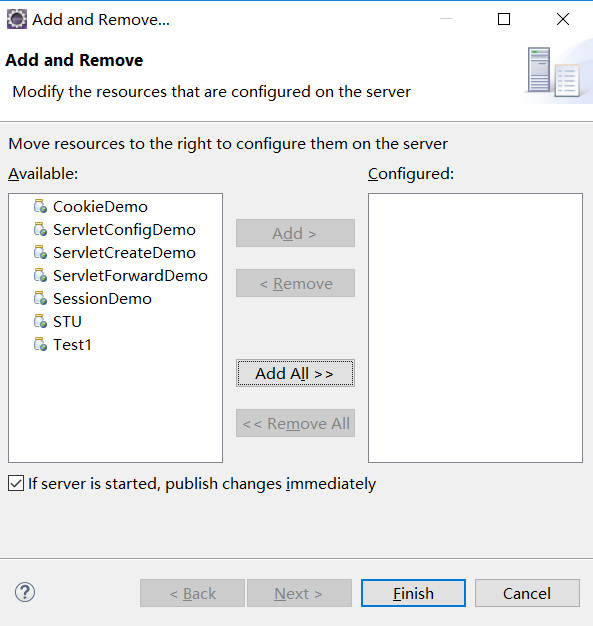 Add and Remove...
Add and Remove
Modify the resources that are configured on the server
Move resources to the right to configure them on the server
Available:
Configured:
CookieDemo
ServletConfigDemo
ServletCreateDemo
ServletForwardDemo
SessionDemo
STU
Test1
Add >
< Remove
Add All >>
<< Remove All
If server is started, publish changes immediately
?
< Back
Next >
Finish
Cancel